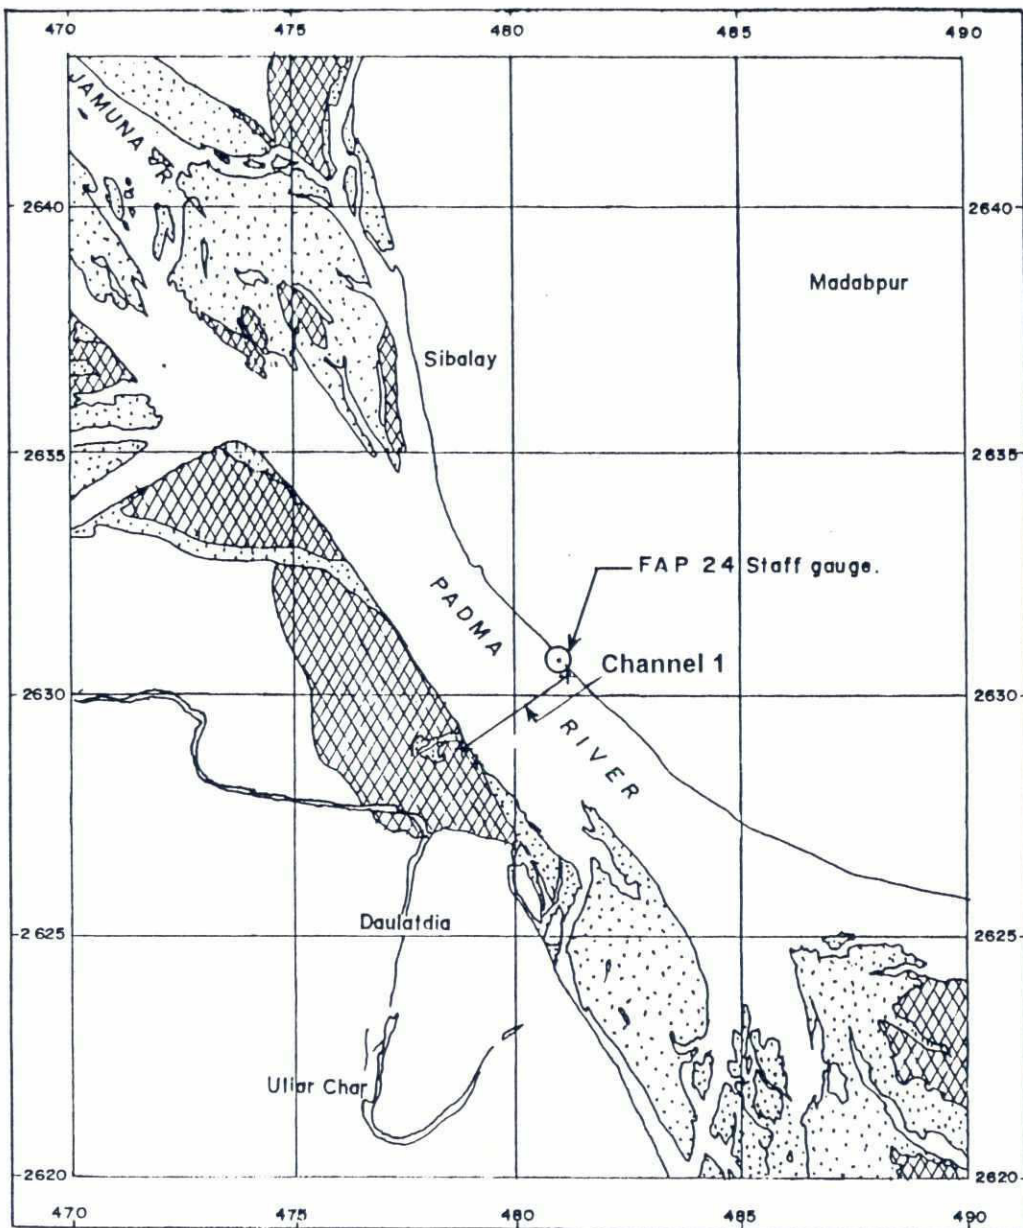 470 475 480 485 490
JAMUNA R
2640 2640
Madabpur
Sibalay
2635 2635
FAP 24 Staff gauge.
PADMA
Channel 1
2630 2630
RIVER
Daulatdia
2625 2625
Uliar Char
2620 2620
470 475 480 485 490